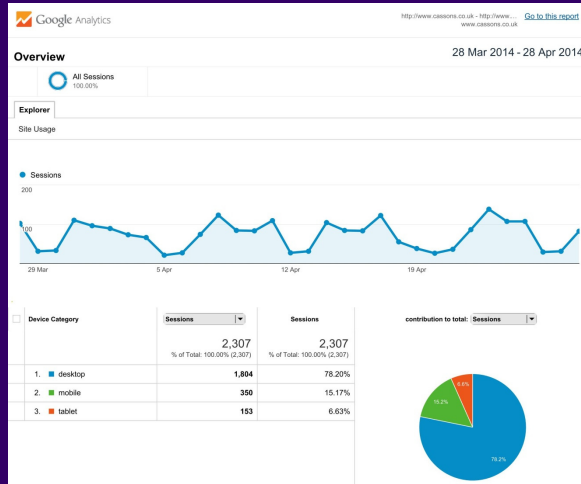 Google Analytics
http://www.cassons.co.uk - http://www.... Go to this report
www.cassons.co.uk
Overview
28 Mar 2014 - 28 Apr 2014
All Sessions
100.00%
Explorer
Site Usage
Sessions
200
100
29 Mar 5 Apr 12 Apr 19 Apr
Device Category Sessions Sessions contribution to total: Sessions
2,307 2,307
% of Total: 100.00% (2,307) % of Total: 100.00% (2,307)
1. desktop 1,804 78.20%
2. mobile 350 15.17%
3. tablet 153 6.63%
6.6%
15.2%
78.2%